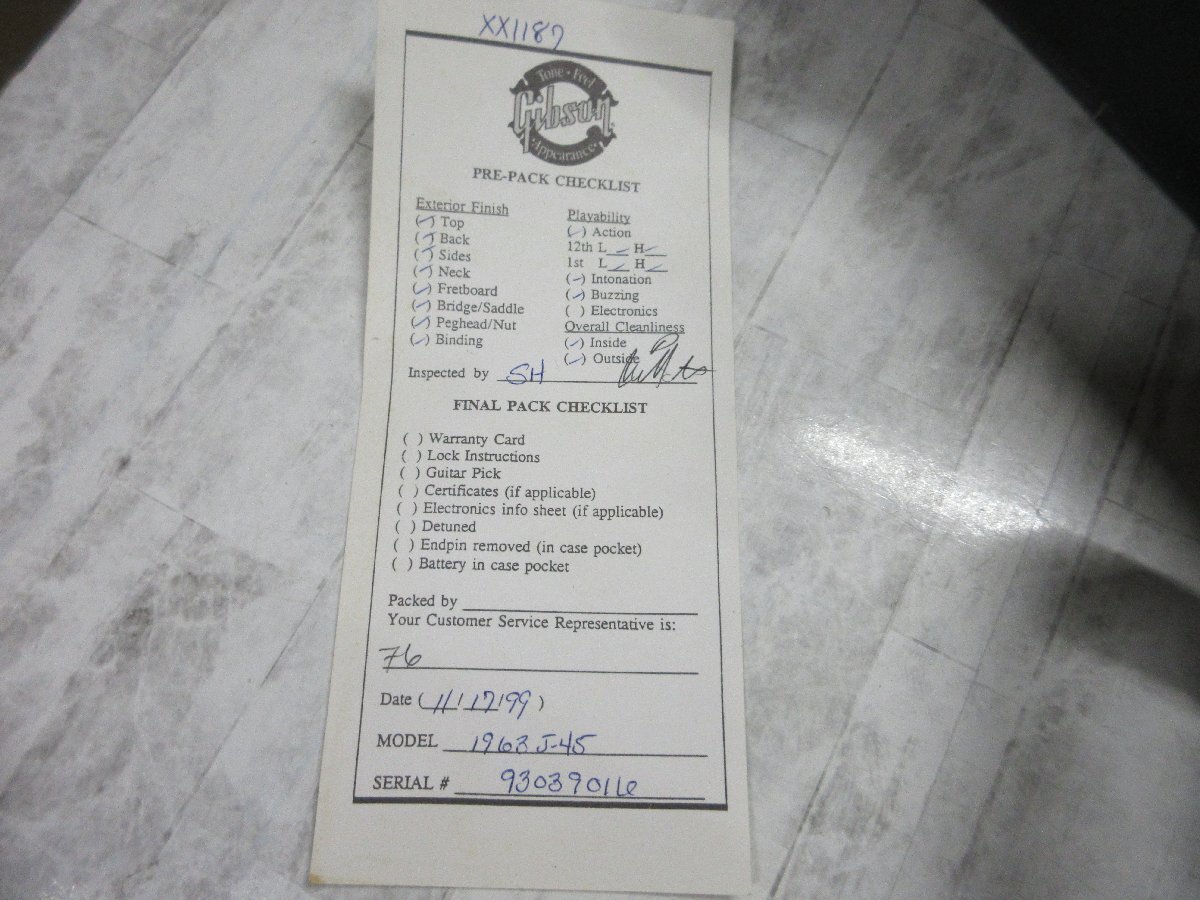 XX1187
Tone · Feel
Gibson
· Appearance ·
PRE-PACK CHECKLIST
Exterior Finish
(✓) Top
(✓) Back
(✓) Sides
(✓) Neck
(✓) Fretboard
(✓) Bridge/Saddle
(✓) Peghead/Nut
(✓) Binding
Playability
(✓) Action
12th L ✓ H ✓
1st L ✓ H ✓
(✓) Intonation
(✓) Buzzing
( ) Electronics
Overall Cleanliness
(✓) Inside
(✓) Outside
Inspected by SH
FINAL PACK CHECKLIST
( ) Warranty Card
( ) Lock Instructions
( ) Guitar Pick
( ) Certificates (if applicable)
( ) Electronics info sheet (if applicable)
( ) Detuned
( ) Endpin removed (in case pocket)
( ) Battery in case pocket
Packed by
Your Customer Service Representative is:
76
Date (11/17/99)
MODEL 1963 J-45
SERIAL # 93039016